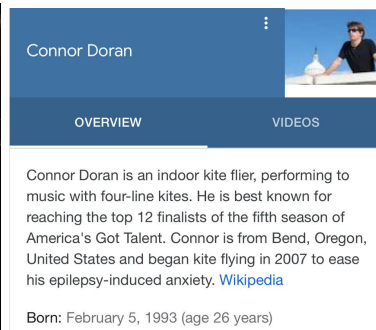 Connor Doran
OVERVIEW
VIDEOS
Connor Doran is an indoor kite flier, performing to
music with four-line kites. He is best known for
reaching the top 12 finalists of the fifth season of
America's Got Talent. Connor is from Bend, Oregon,
United States and began kite flying in 2007 to ease
his epilepsy-induced anxiety. Wikipedia
Born: February 5, 1993 (age 26 years)